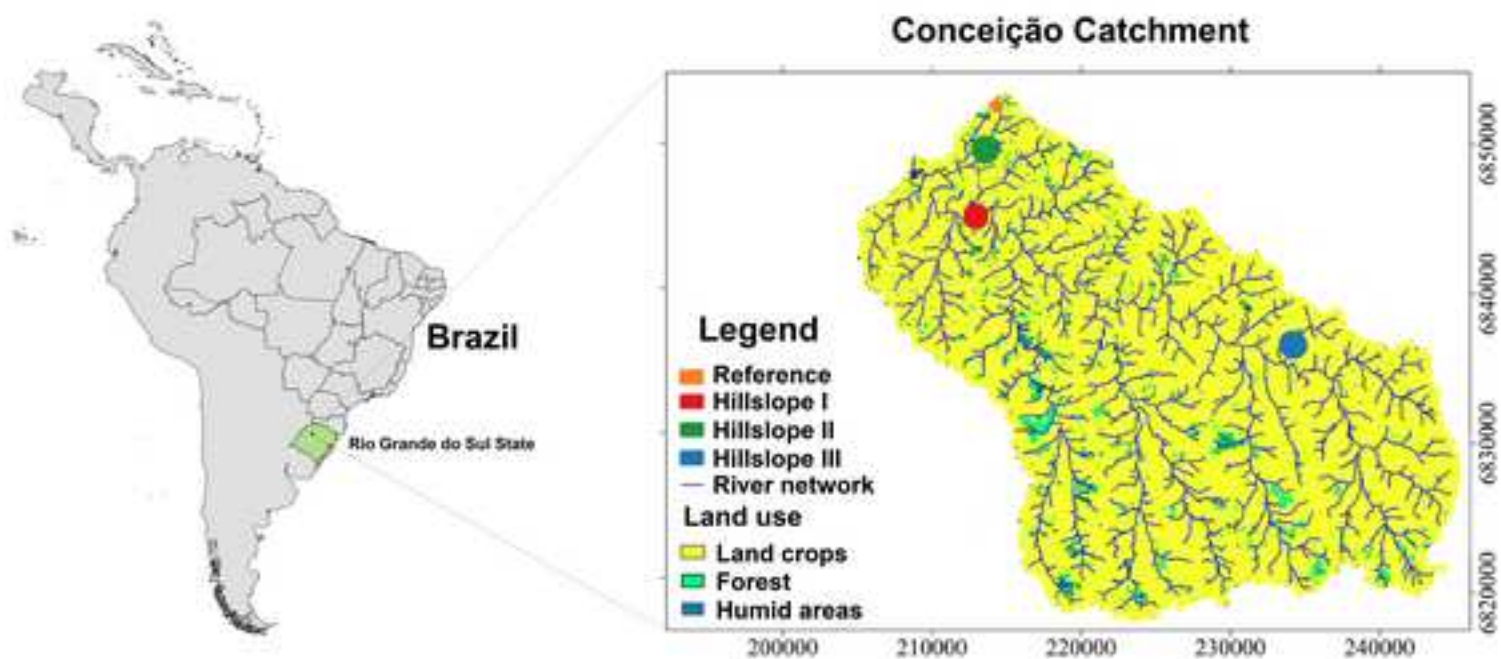 Conceição Catchment
Brazil
Rio Grande do Sul State
Legend
Reference
Hillslope I
Hillslope II
Hillslope III
River network
Land use
Land crops
Forest
Humid areas
6850000
6840000
6830000
6820000
200000 210000 220000 230000 240000